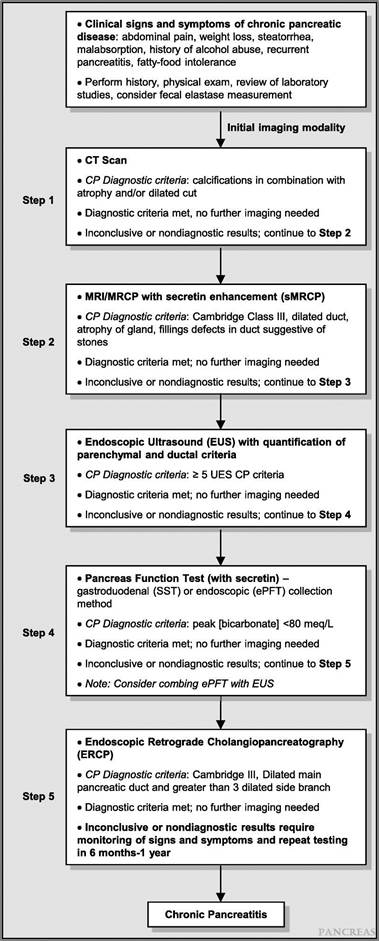 • Clinical signs and symptoms of chronic pancreatic
disease: abdominal pain, weight loss, steatorrhea,
malabsorption, history of alcohol abuse, recurrent
pancreatitis, fatty-food intolerance
• Perform history, physical exam, review of laboratory
studies, consider fecal elastase measurement
Initial imaging modality
Step 1
• CT Scan
• CP Diagnostic criteria: calcifications in combination with
atrophy and/or dilated cut
• Diagnostic criteria met, no further imaging needed
• Inconclusive or nondiagnostic results; continue to Step 2
Step 2
• MRI/MRCP with secretin enhancement (sMRCP)
• CP Diagnostic criteria: Cambridge Class III, dilated duct,
atrophy of gland, fillings defects in duct suggestive of
stones
• Diagnostic criteria met; no further imaging needed
• Inconclusive or nondiagnostic results; continue to Step 3
Step 3
• Endoscopic Ultrasound (EUS) with quantification of
parenchymal and ductal criteria
• CP Diagnostic criteria: ≥ 5 UES CP criteria
• Diagnostic criteria met; no further imaging needed
• Inconclusive or nondiagnostic results; continue to Step 4
Step 4
• Pancreas Function Test (with secretin) –
gastroduodenal (SST) or endoscopic (ePFT) collection
method
• CP Diagnostic criteria: peak [bicarbonate] <80 meq/L
• Diagnostic criteria met; no further imaging needed
• Inconclusive or nondiagnostic results; continue to Step 5
• Note: Consider combing ePFT with EUS
Step 5
• Endoscopic Retrograde Cholangiopancreatography
(ERCP)
• CP Diagnostic criteria: Cambridge III, Dilated main
pancreatic duct and greater than 3 dilated side branch
• Diagnostic criteria met; no further imaging needed
• Inconclusive or nondiagnostic results require
monitoring of signs and symptoms and repeat testing
in 6 months-1 year
Chronic Pancreatitis
PANCREAS